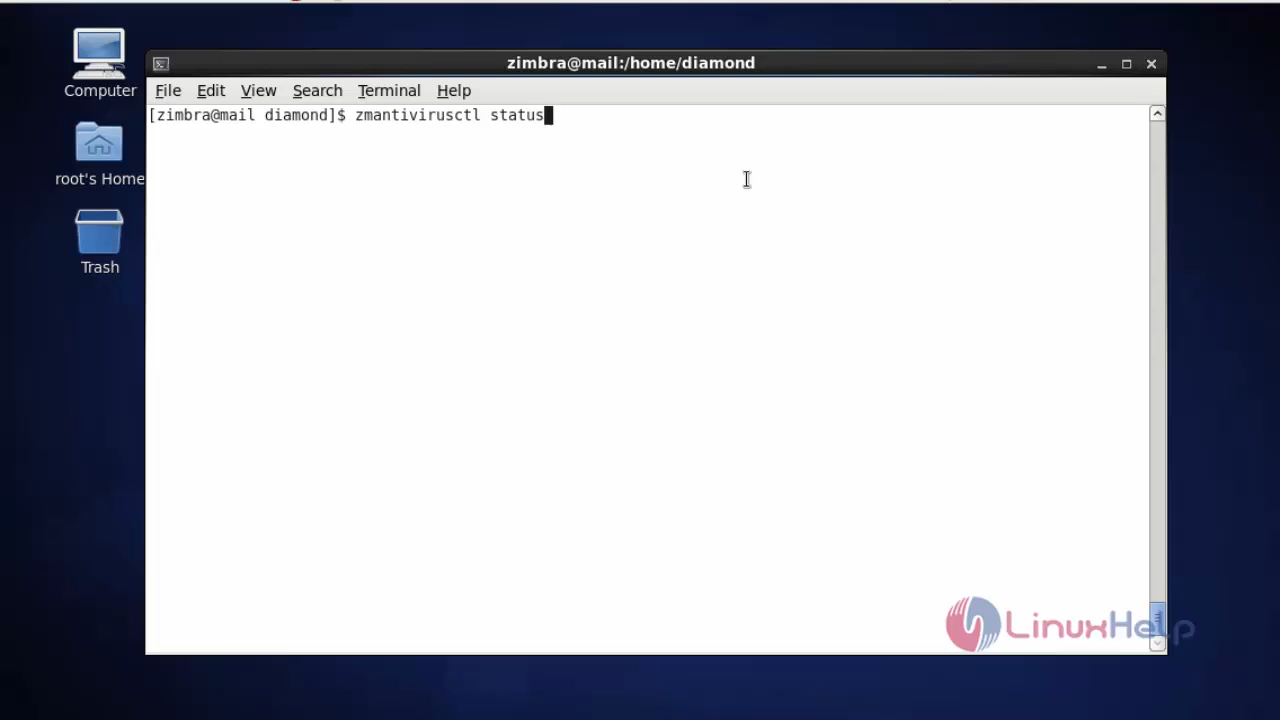 zimbra@mail:/home/diamond
File Edit View Search Terminal Help
[zimbra@mail diamond]$ zmantivirusctl status
Computer
root's Home
Trash
LinuxHelp